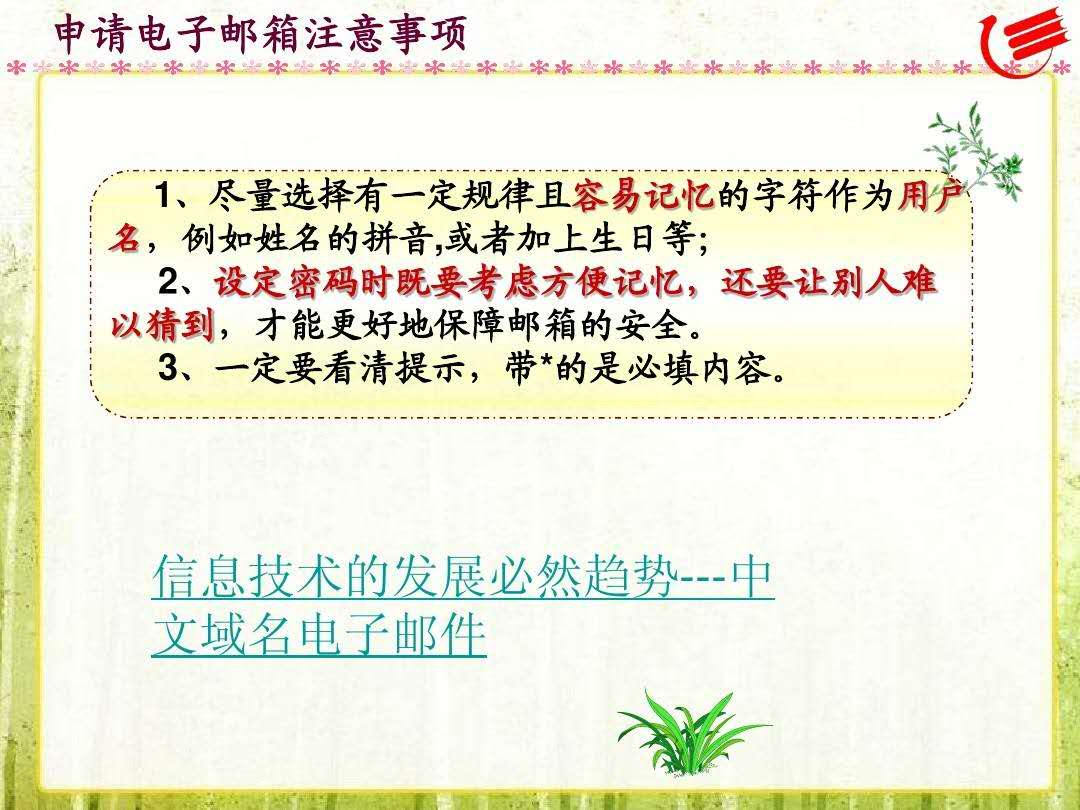 申请电子邮箱注意事项
1、尽量选择有一定规律且容易记忆的字符作为用户
名，例如姓名的拼音,或者加上生日等;
2、设定密码时既要考虑方便记忆，还要让别人难
以猜到，才能更好地保障邮箱的安全。
3、一定要看清提示，带*的是必填内容。
信息技术的发展必然趋势---中
文域名电子邮件